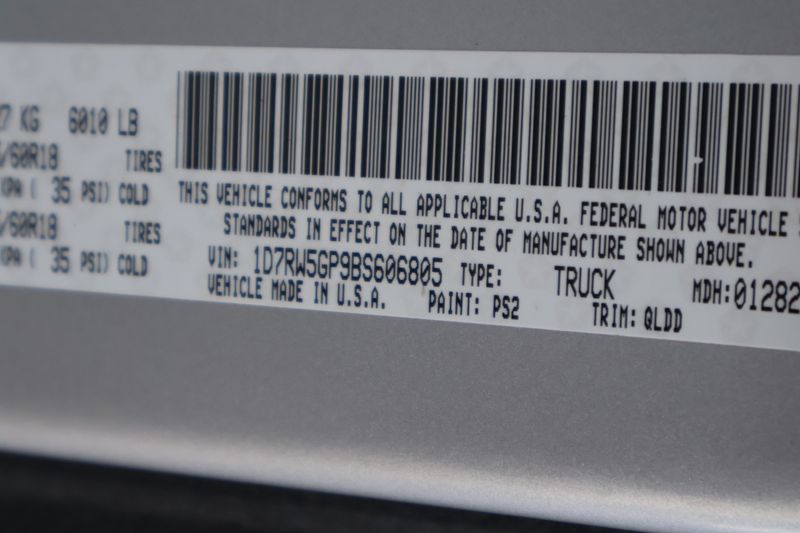 7 KG 6010 LB
/60R18 TIRES
KPA ( 35 PSI) COLD
/60R18 TIRES
KPA ( 35 PSI) COLD
THIS VEHICLE CONFORMS TO ALL APPLICABLE U.S.A. FEDERAL MOTOR VEHICLE
STANDARDS IN EFFECT ON THE DATE OF MANUFACTURE SHOWN ABOVE.
VIN: 1D7RW5GP9BS606805 TYPE: TRUCK MDH:01282
VEHICLE MADE IN U.S.A. PAINT: PS2 TRIM: QLDD